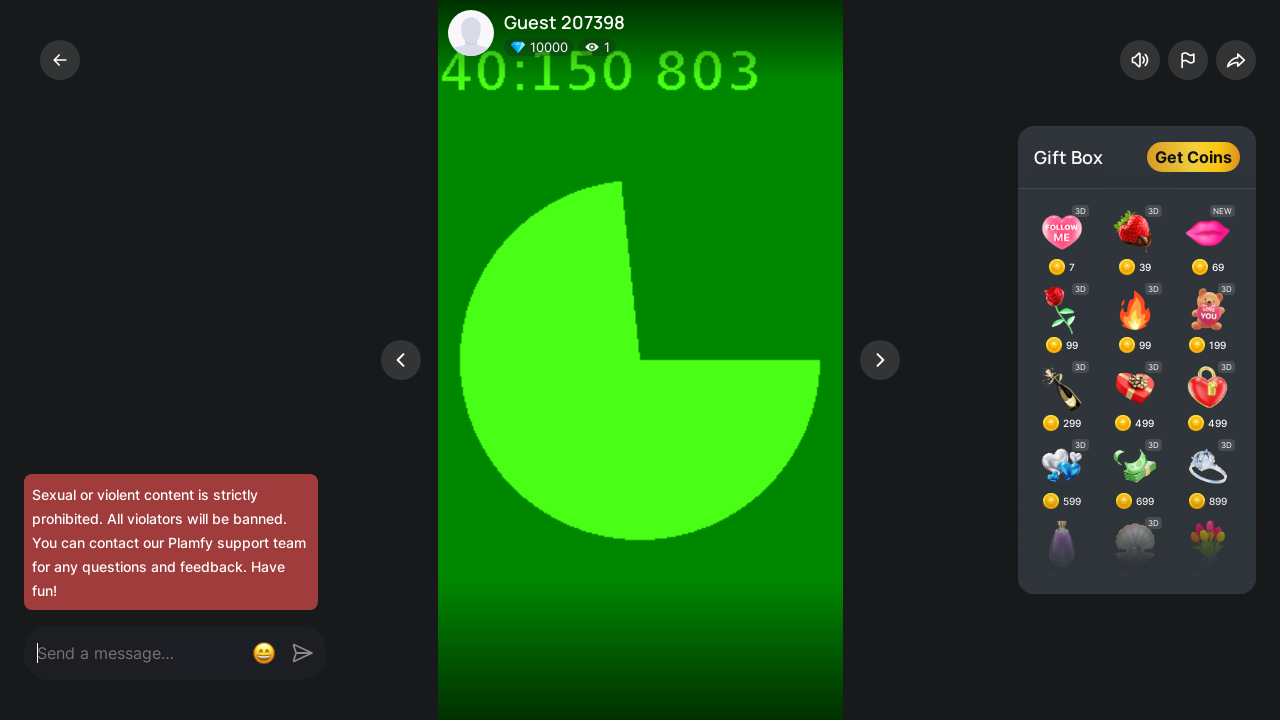 Guest 207398
10000 1
40:150 803
Gift Box
Get Coins
3D 3D NEW
FOLLOW ME
7 39 69
3D 3D 3D
LOVE YOU
99 99 199
3D 3D 3D
299 499 499
3D 3D 3D
599 699 899
3D
Sexual or violent content is strictly
prohibited. All violators will be banned.
You can contact our Plamfy support team
for any questions and feedback. Have
fun!
Send a message...